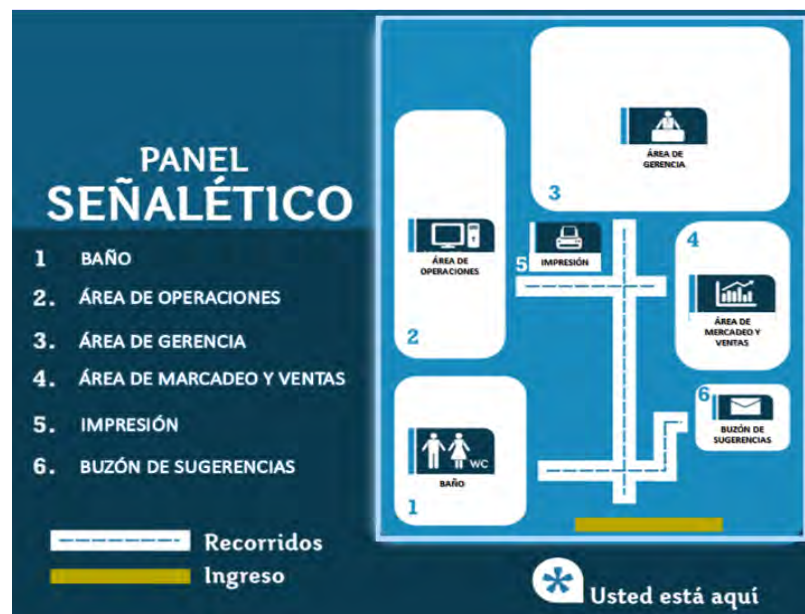 PANEL
SEÑALÉTICO
1 BAÑO
2. ÁREA DE OPERACIONES
3. ÁREA DE GERENCIA
4. ÁREA DE MARCADEO Y VENTAS
5. IMPRESIÓN
6. BUZÓN DE SUGERENCIAS
Recorridos
Ingreso
ÁREA DE
GERENCIA
3
ÁREA DE
OPERACIONES
2
5 IMPRESIÓN
4
ÁREA DE
MERCADEO Y
VENTAS
6
BUZÓN DE
SUGERENCIAS
WC
BAÑO
1
Usted está aquí